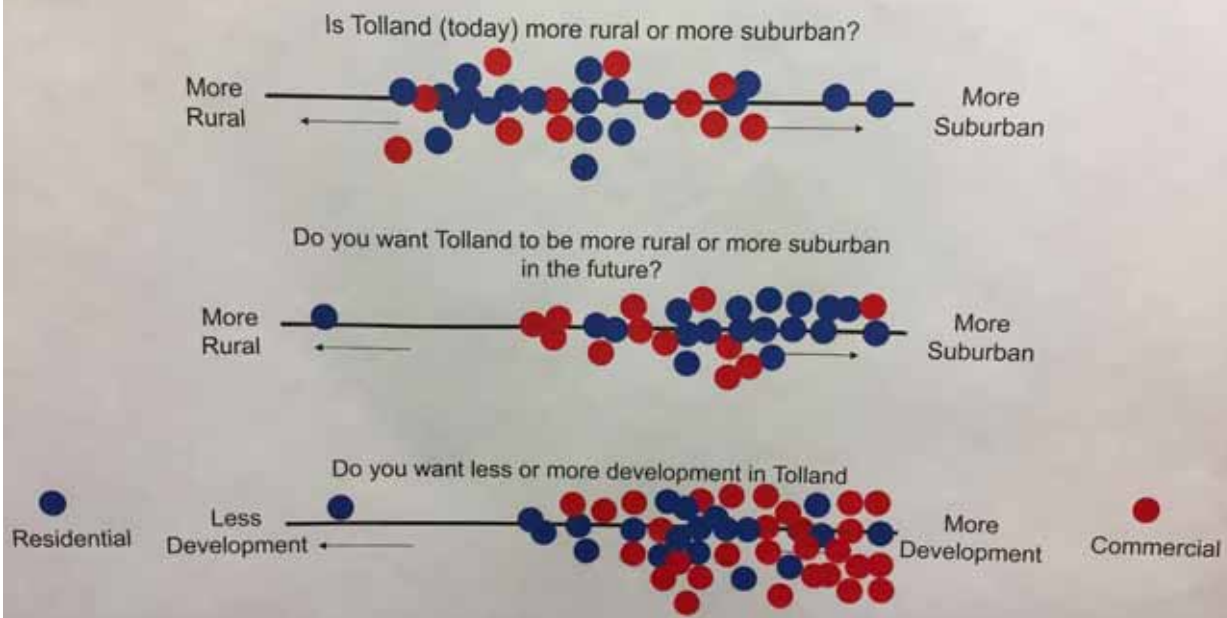 Is Tolland (today) more rural or more suburban?
More
Rural
More
Suburban
Do you want Tolland to be more rural or more suburban
in the future?
More
Rural
More
Suburban
Do you want less or more development in Tolland
Residential
Less
Development
More
Development
Commercial